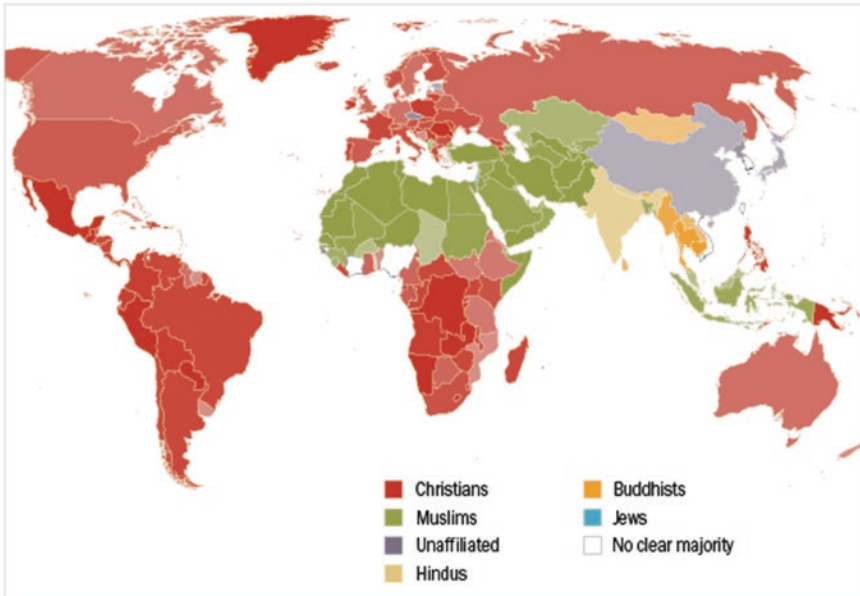 Christians
Muslims
Unaffiliated
Hindus
Buddhists
Jews
No clear majority